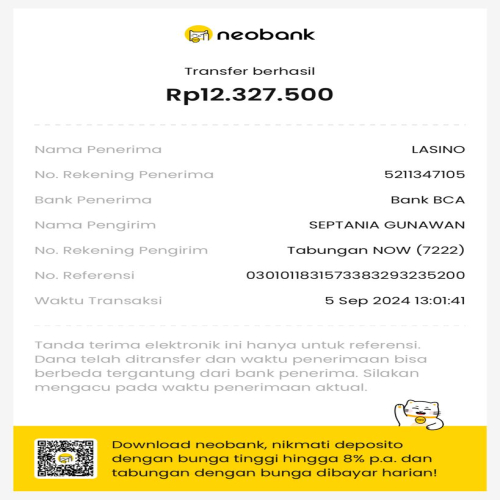 neobank
Transfer berhasil
Rp12.327.500
Nama Penerima LASINO
No. Rekening Penerima 5211347105
Bank Penerima Bank BCA
Nama Pengirim SEPTANIA GUNAWAN
No. Rekening Pengirim Tabungan NOW (7222)
No. Referensi 0301011831573383293235200
Waktu Transaksi 5 Sep 2024 13:01:41
Tanda terima elektronik ini hanya untuk referensi.
Dana telah ditransfer dan waktu penerimaan bisa
berbeda tergantung dari bank penerima. Silakan
mengacu pada waktu penerimaan aktual.
Download neobank, nikmati deposito
dengan bunga tinggi hingga 8% p.a. dan
tabungan dengan bunga dibayar harian!